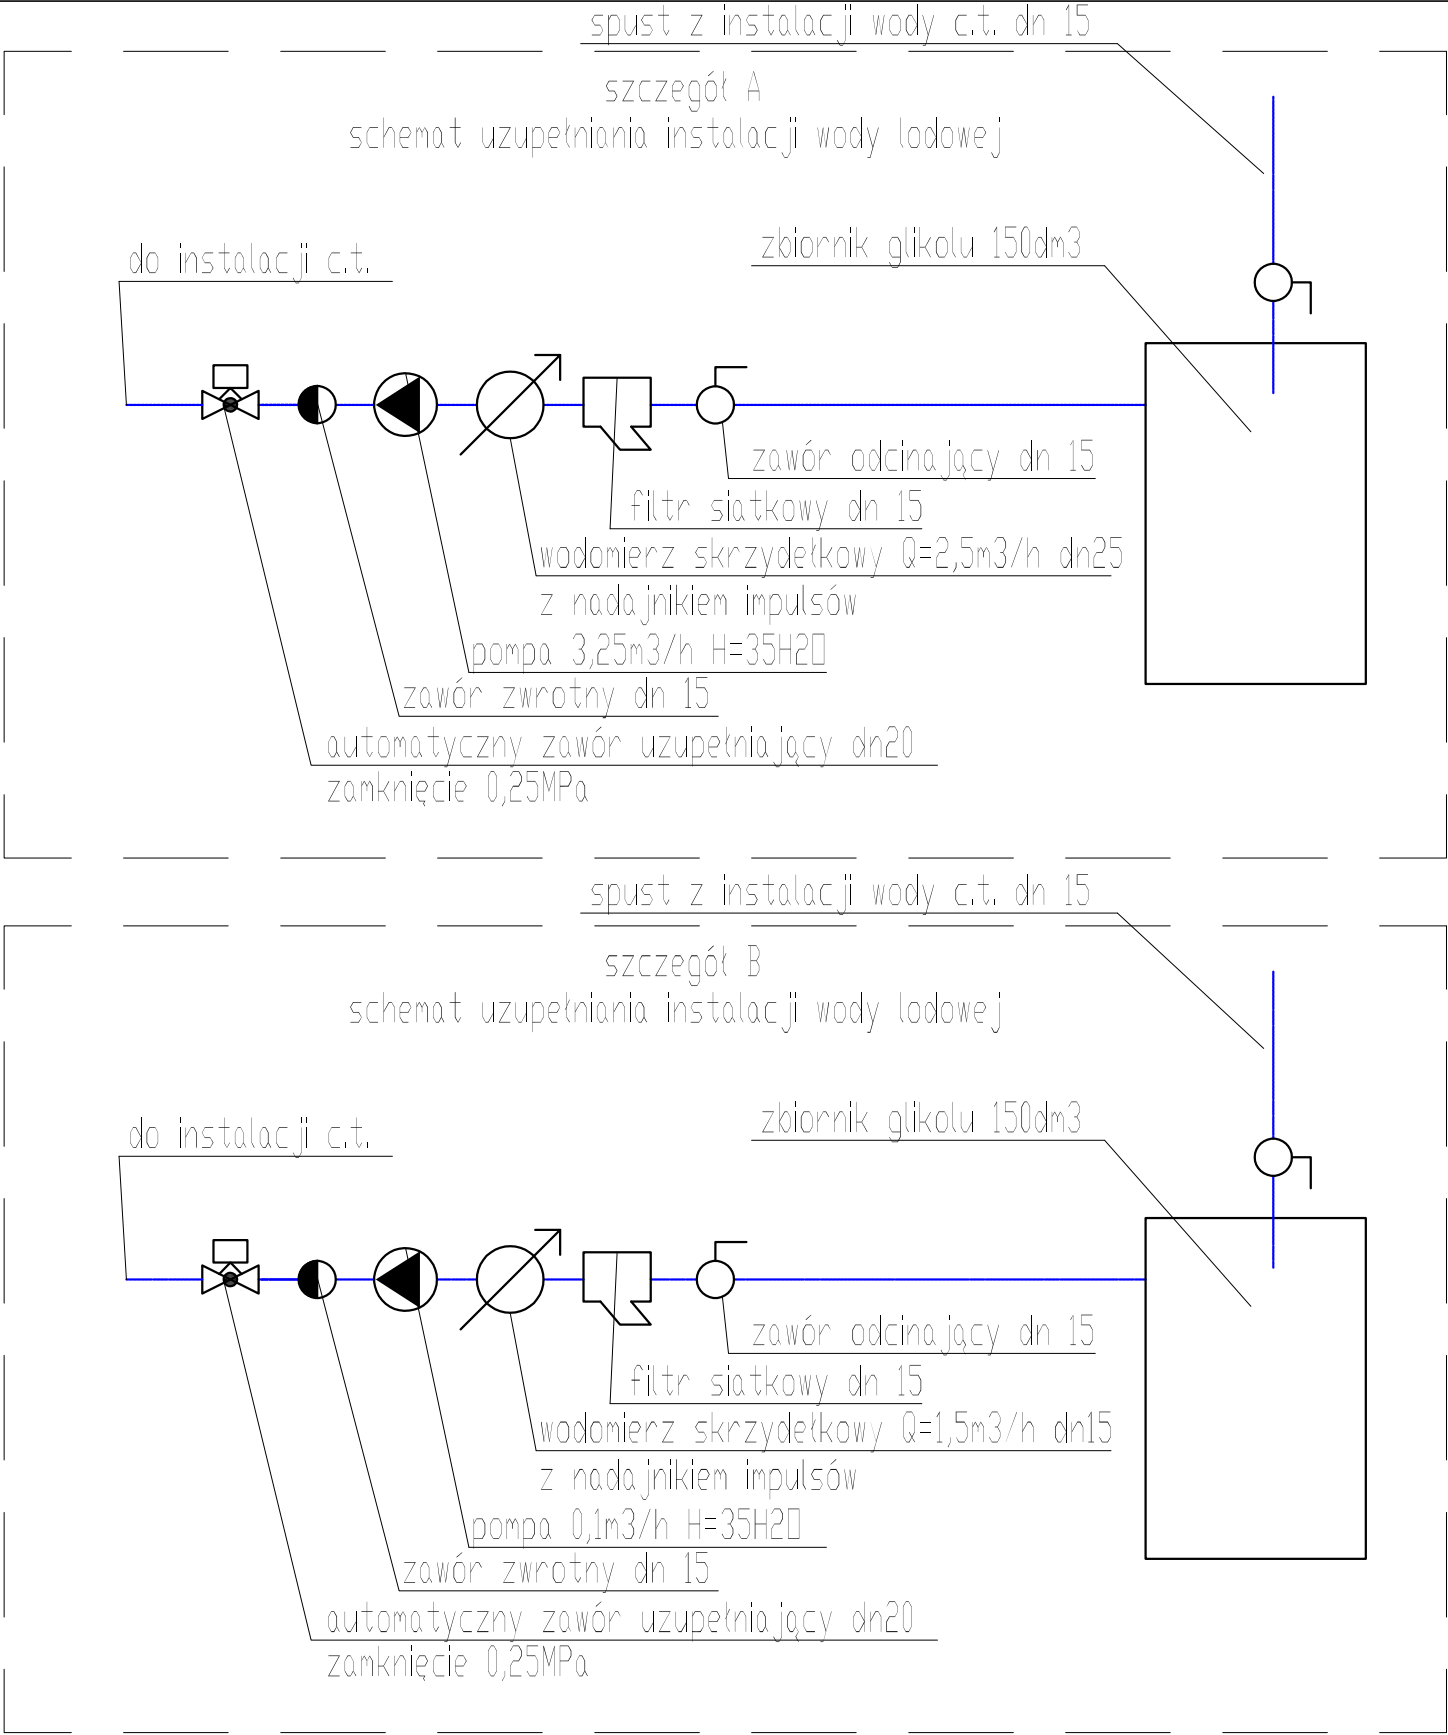 spust z instalacji wody c.t. dn 15
szczegół A
schemat uzupełniania instalacji wody lodowej
zbiornik glikolu 150dm3
do instalacji c.t.
zawór odcinający dn 15
filtr siatkowy dn 15
wodomierz skrzydełkowy Q=2,5m3/h dn25
z nadajnikiem impulsów
pompa 3,25m3/h H=35H2O
zawór zwrotny dn 15
automatyczny zawór uzupełniający dn20
zamknięcie 0,25MPa
spust z instalacji wody c.t. dn 15
szczegół B
schemat uzupełniania instalacji wody lodowej
zbiornik glikolu 150dm3
do instalacji c.t.
zawór odcinający dn 15
filtr siatkowy dn 15
wodomierz skrzydełkowy Q=1,5m3/h dn15
z nadajnikiem impulsów
pompa 0,1m3/h H=35H2O
zawór zwrotny dn 15
automatyczny zawór uzupełniający dn20
zamknięcie 0,25MPa